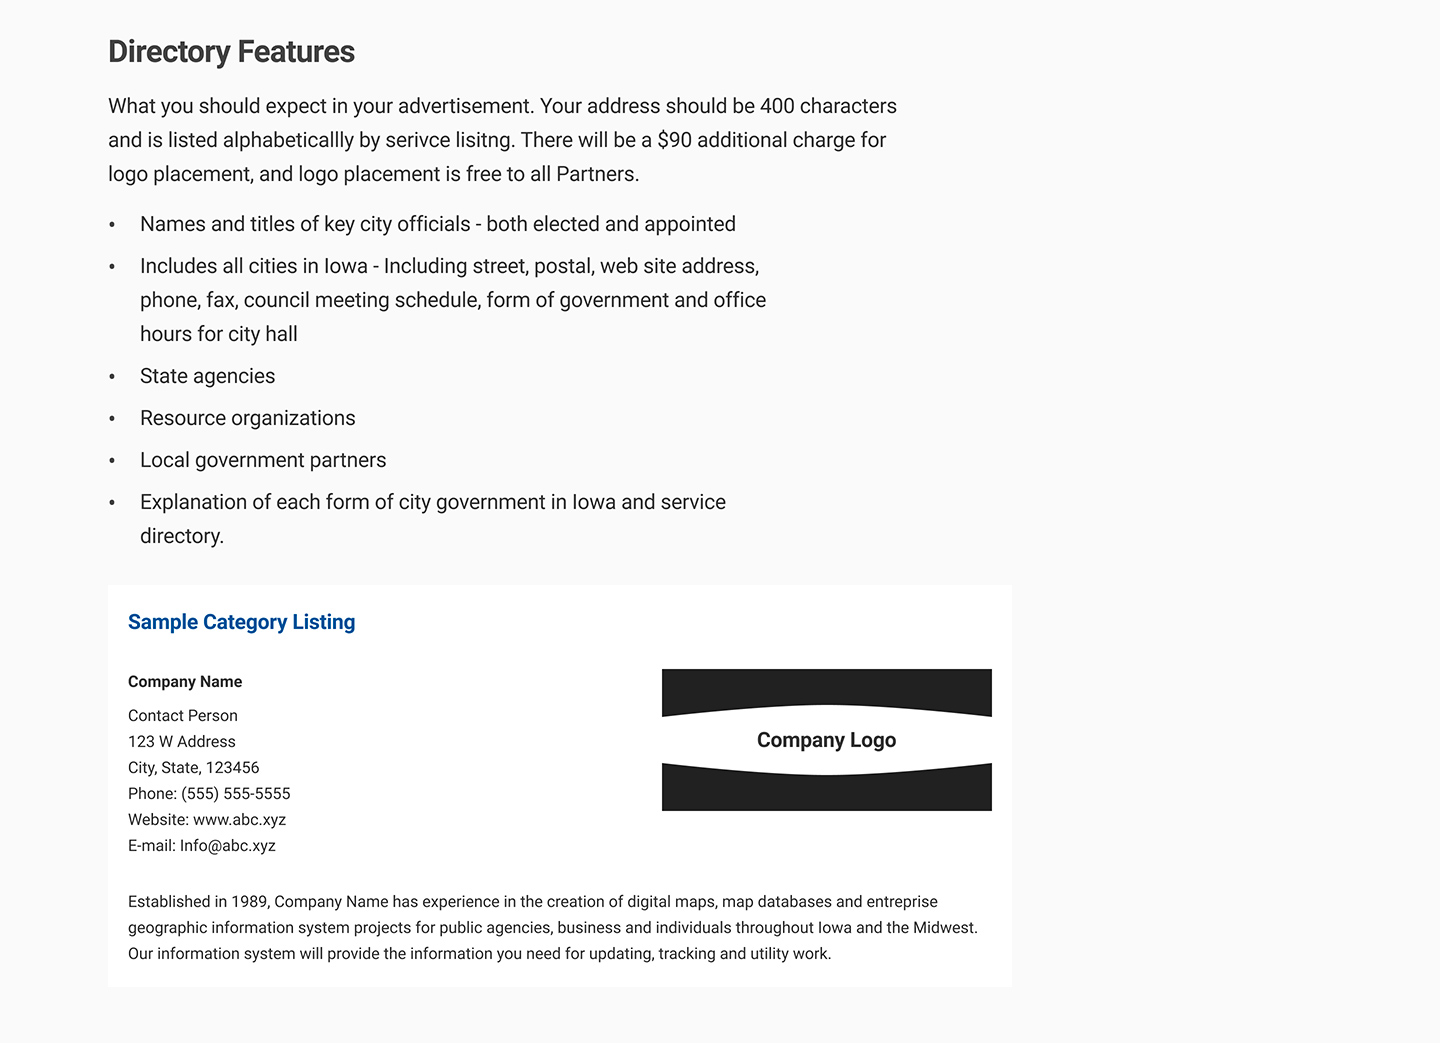 Directory Features
What you should expect in your advertisement. Your address should be 400 characters
and is listed alphabeticallly by serivce lisitng. There will be a $90 additional charge for
logo placement, and logo placement is free to all Partners.
• Names and titles of key city officials - both elected and appointed
• Includes all cities in Iowa - Including street, postal, web site address,
phone, fax, council meeting schedule, form of government and office
hours for city hall
• State agencies
• Resource organizations
• Local government partners
• Explanation of each form of city government in Iowa and service
directory.
Sample Category Listing
Company Name
Contact Person
123 W Address
City, State, 123456
Phone: (555) 555-5555
Website: www.abc.xyz
E-mail: Info@abc.xyz
Company Logo
Established in 1989, Company Name has experience in the creation of digital maps, map databases and entreprise
geographic information system projects for public agencies, business and individuals throughout Iowa and the Midwest.
Our information system will provide the information you need for updating, tracking and utility work.